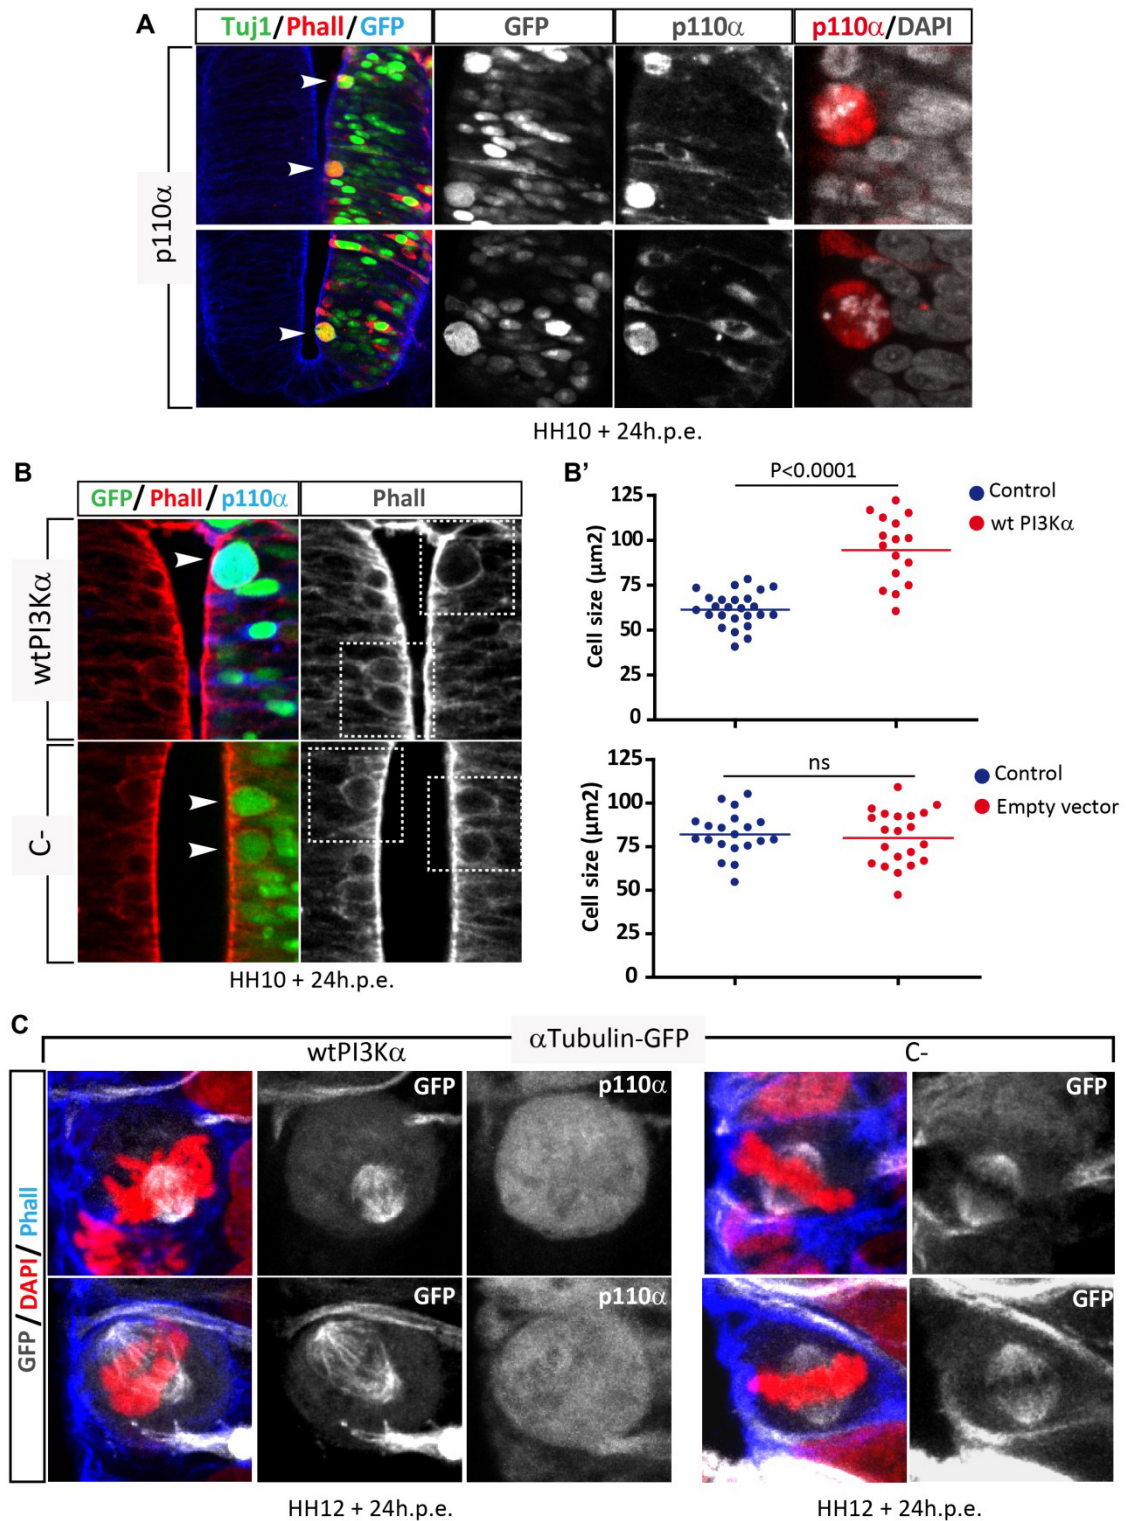 A
Tuj1/Phall/GFP
GFP
p110α
p110α/DAPI
p110α
HH10 + 24h.p.e.
B
GFP/Phall/p110α
Phall
wtPI3Kα
C-
HH10 + 24h.p.e.
B’
P<0.0001
Control
wt PI3Kα
Cell size (μm2)
125
100
75
50
25
0
ns
Control
Empty vector
Cell size (μm2)
125
100
75
50
25
0
C
αTubulin-GFP
wtPI3Kα
C-
GFP/DAPI/Phall
GFP
p110α
GFP
GFP
p110α
GFP
HH12 + 24h.p.e.
HH12 + 24h.p.e.